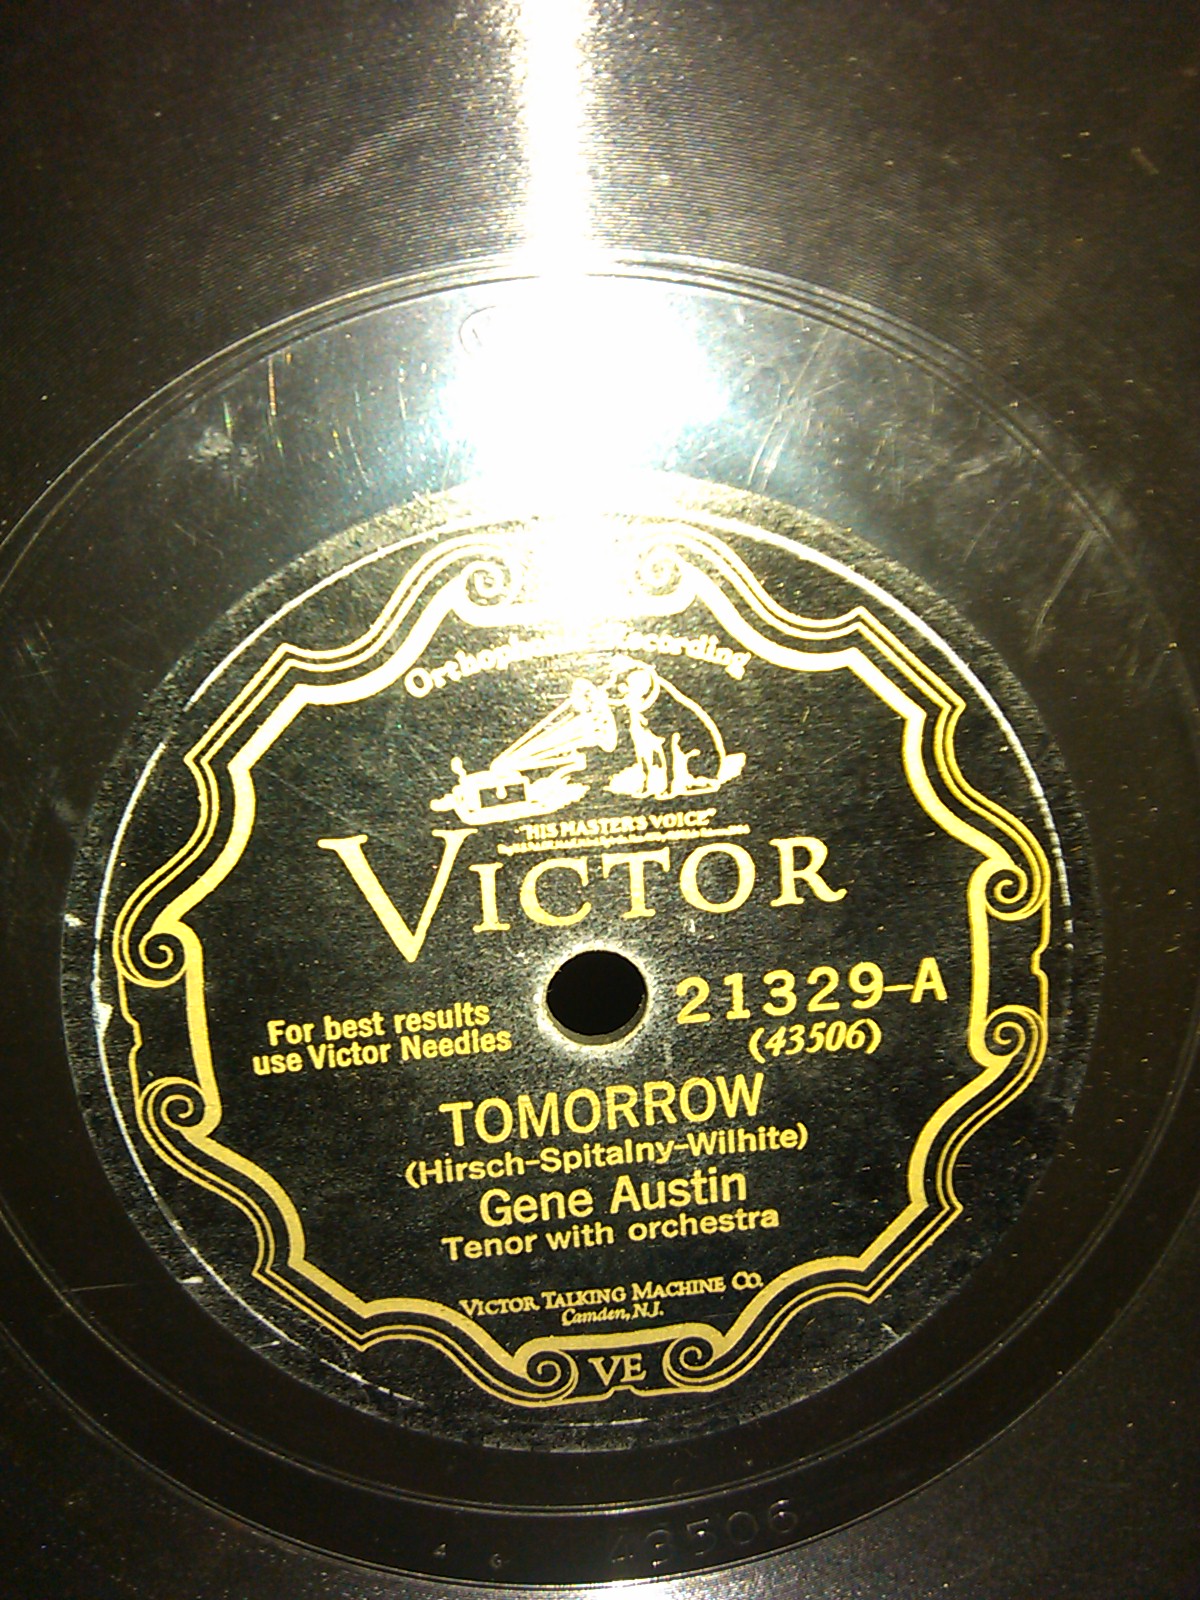 Orthophonic Recording
"HIS MASTER'S VOICE"
VICTOR
For best results
use Victor Needles
21329-A
(43506)
TOMORROW
(Hirsch-Spitalny-Wilhite)
Gene Austin
Tenor with orchestra
VICTOR TALKING MACHINE CO.
Camden, N.J.
VE
43506